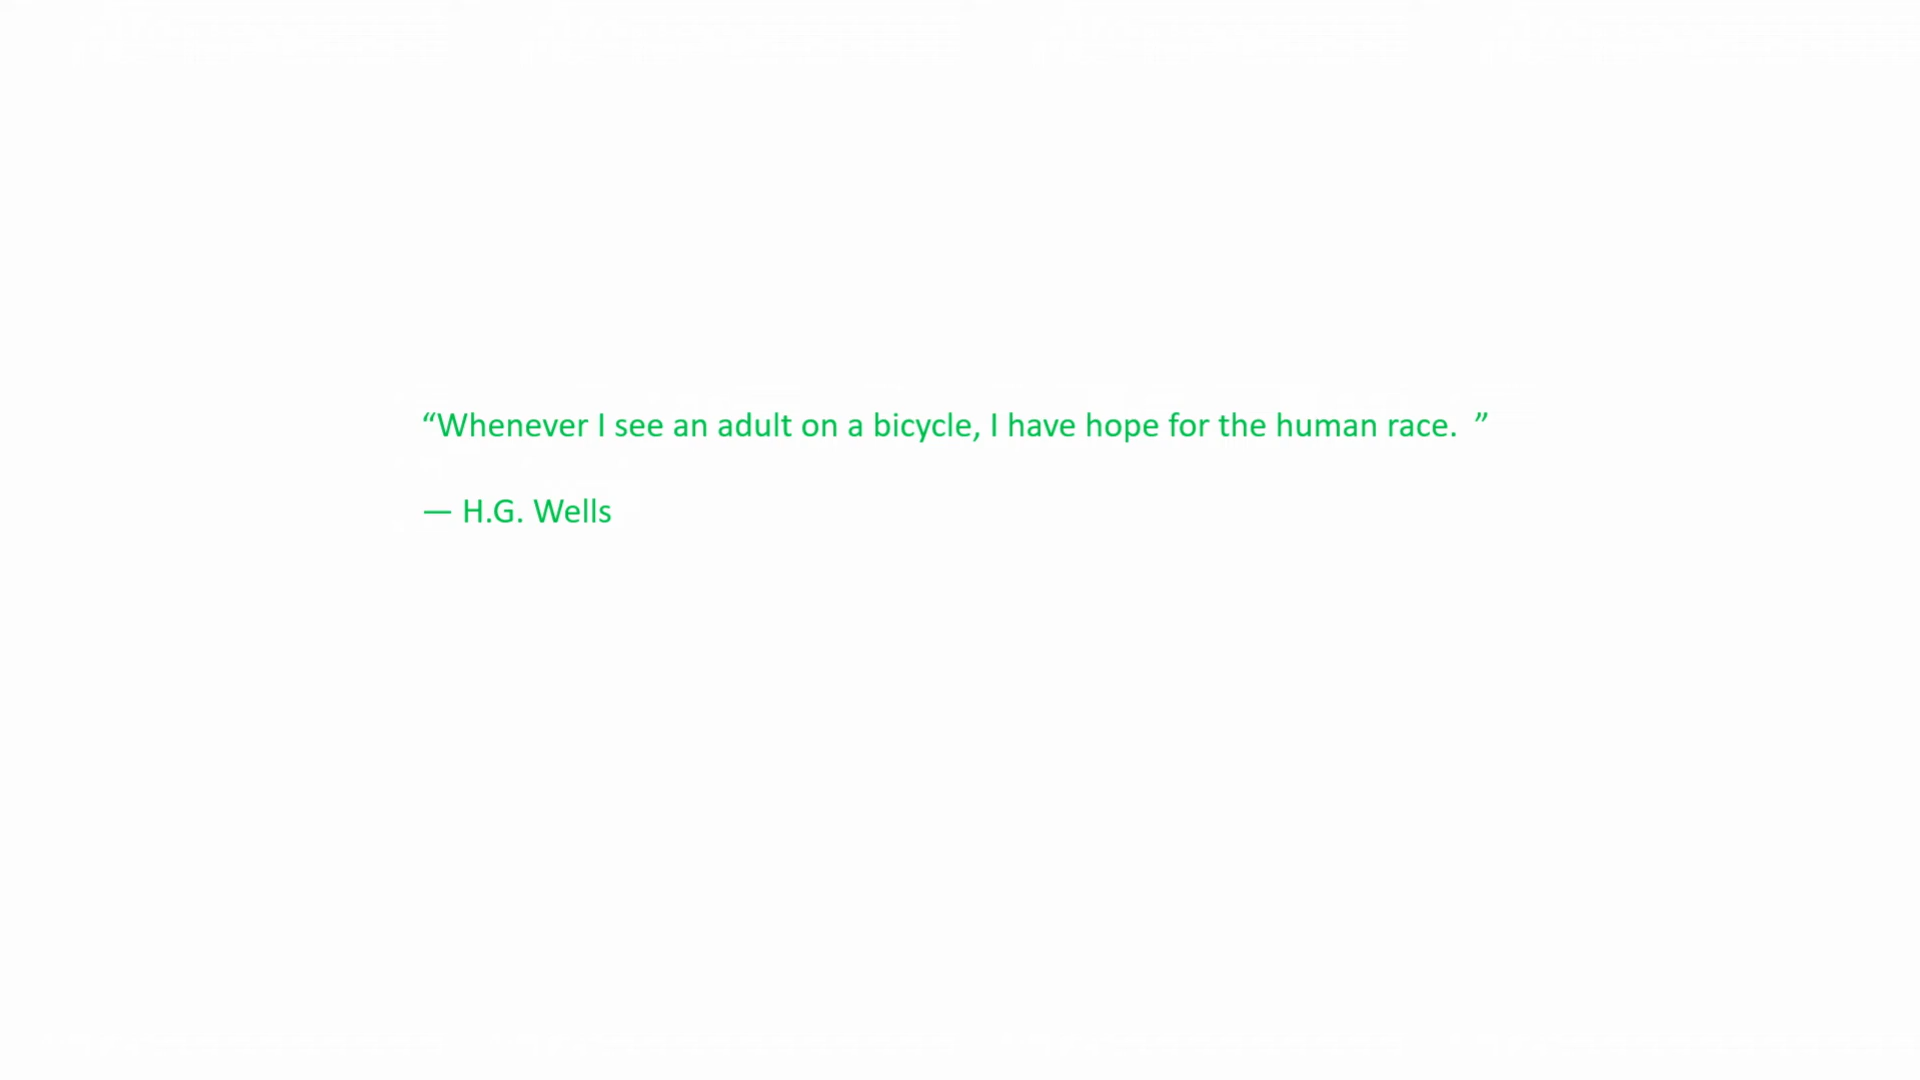 “Whenever I see an adult on a bicycle, I have hope for the human race.  ”
— H.G. Wells